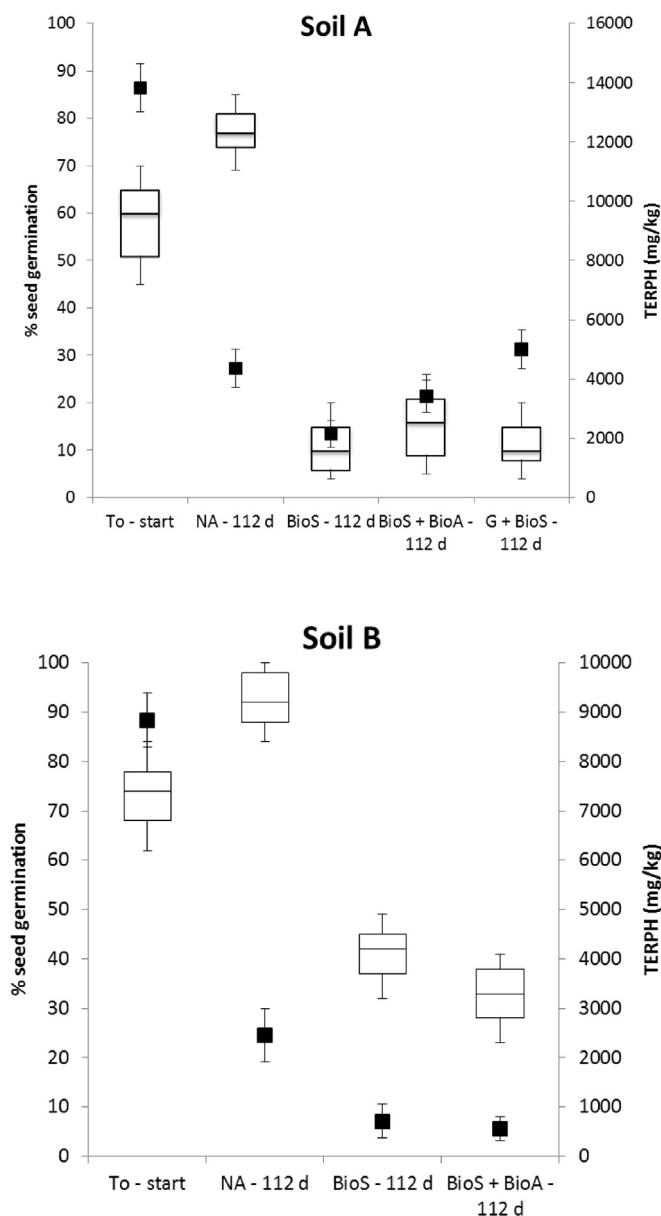 Soil A
% seed germination
100
90
80
70
60
50
40
30
20
10
0
16000
14000
12000
10000
8000
6000
4000
2000
0
TERPH (mg/kg)
To - start
NA - 112 d
BioS - 112 d
BioS + BioA -
112 d
G + BioS -
112 d
Soil B
% seed germination
100
90
80
70
60
50
40
30
20
10
0
10000
9000
8000
7000
6000
5000
4000
3000
2000
1000
0
TERPH (mg/kg)
To - start
NA - 112 d
BioS - 112 d
BioS + BioA -
112 d